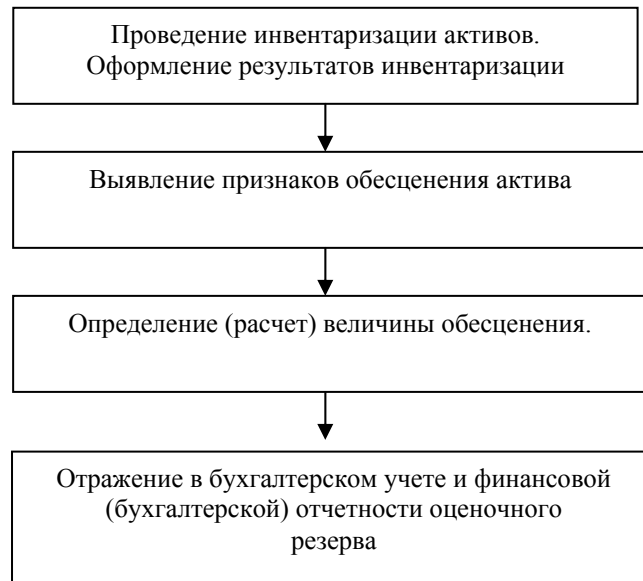 Проведение инвентаризации активов.
Оформление результатов инвентаризации
Выявление признаков обесценения актива
Определение (расчет) величины обесценения.
Отражение в бухгалтерском учете и финансовой
(бухгалтерской) отчетности оценочного
резерва